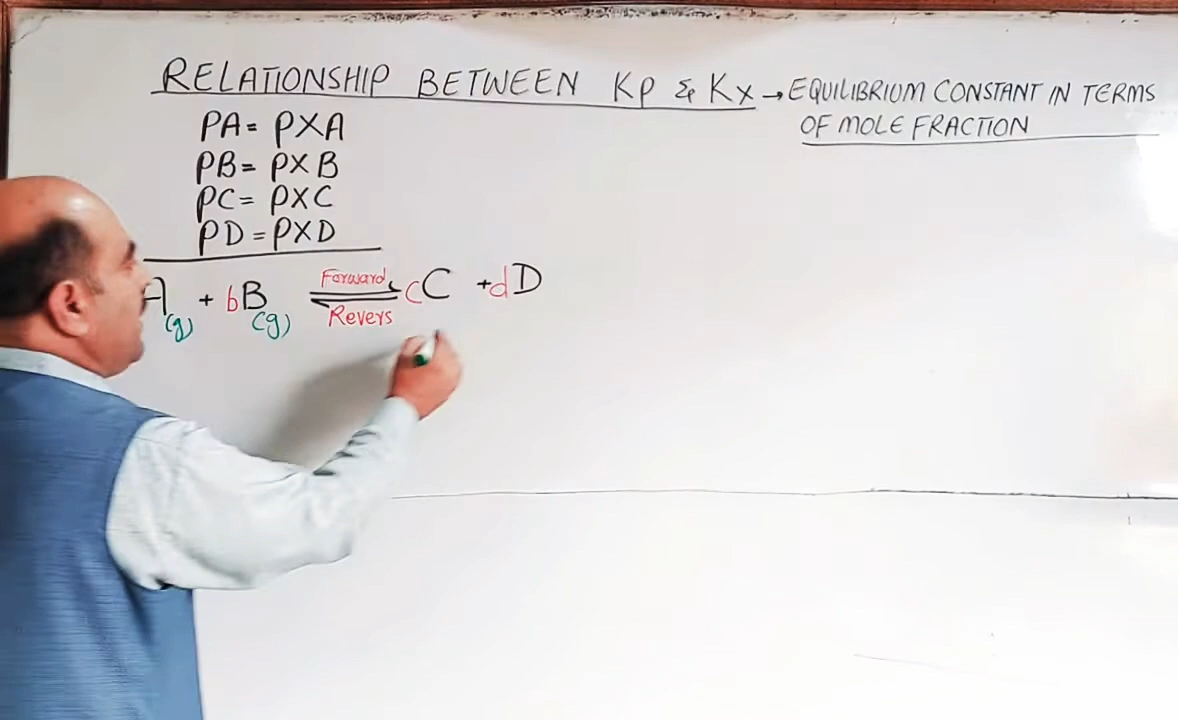 RELATIONSHIP BETWEEN Kp & Kx → EQUILIBRIUM CONSTANT IN TERMS
OF MOLE FRACTION
PA = PXA
PB = PXB
PC = PXC
PD = PXD
A(g) + bB(g) ⇌ cC + dD
Forward
Revers